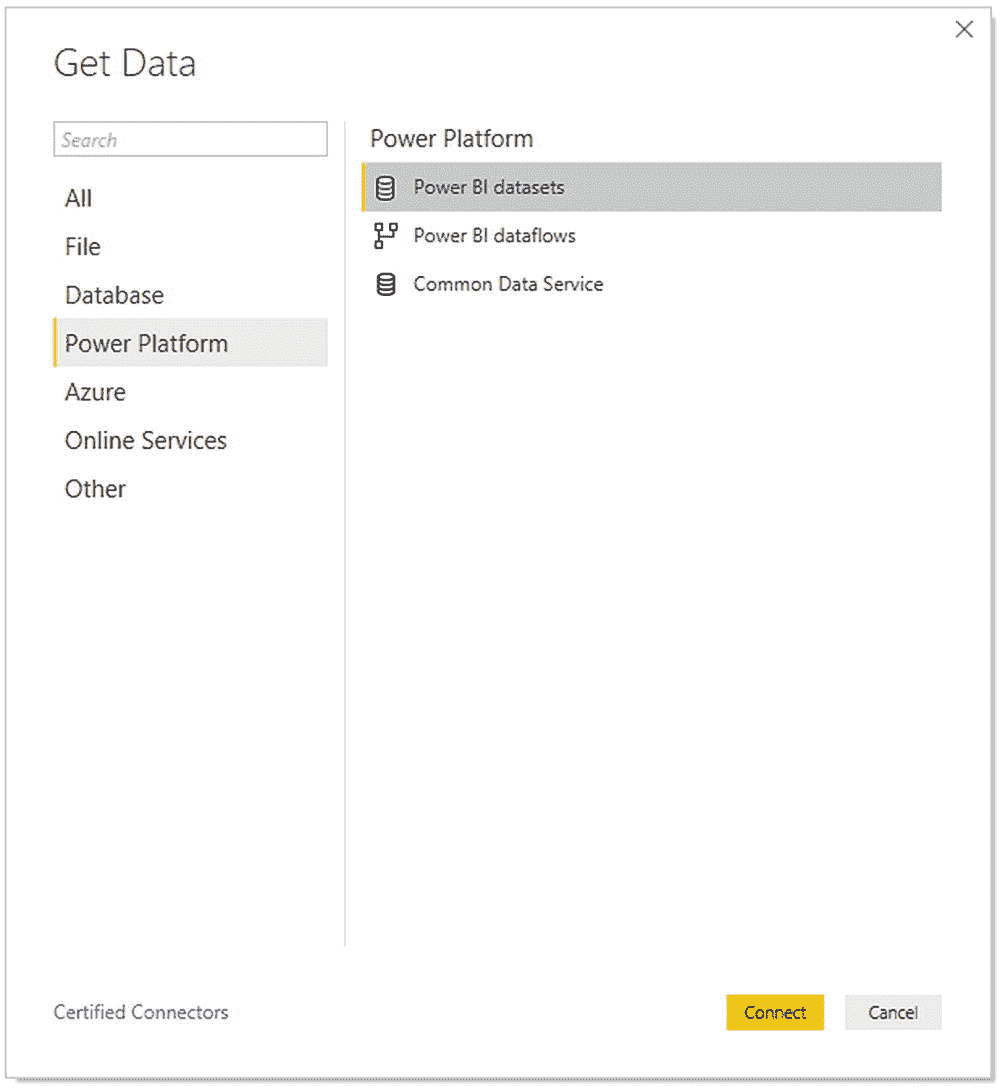 Get Data
Search
All
File
Database
Power Platform
Azure
Online Services
Other
Power Platform
Power BI datasets
Power BI dataflows
Common Data Service
Certified Connectors
Connect
Cancel